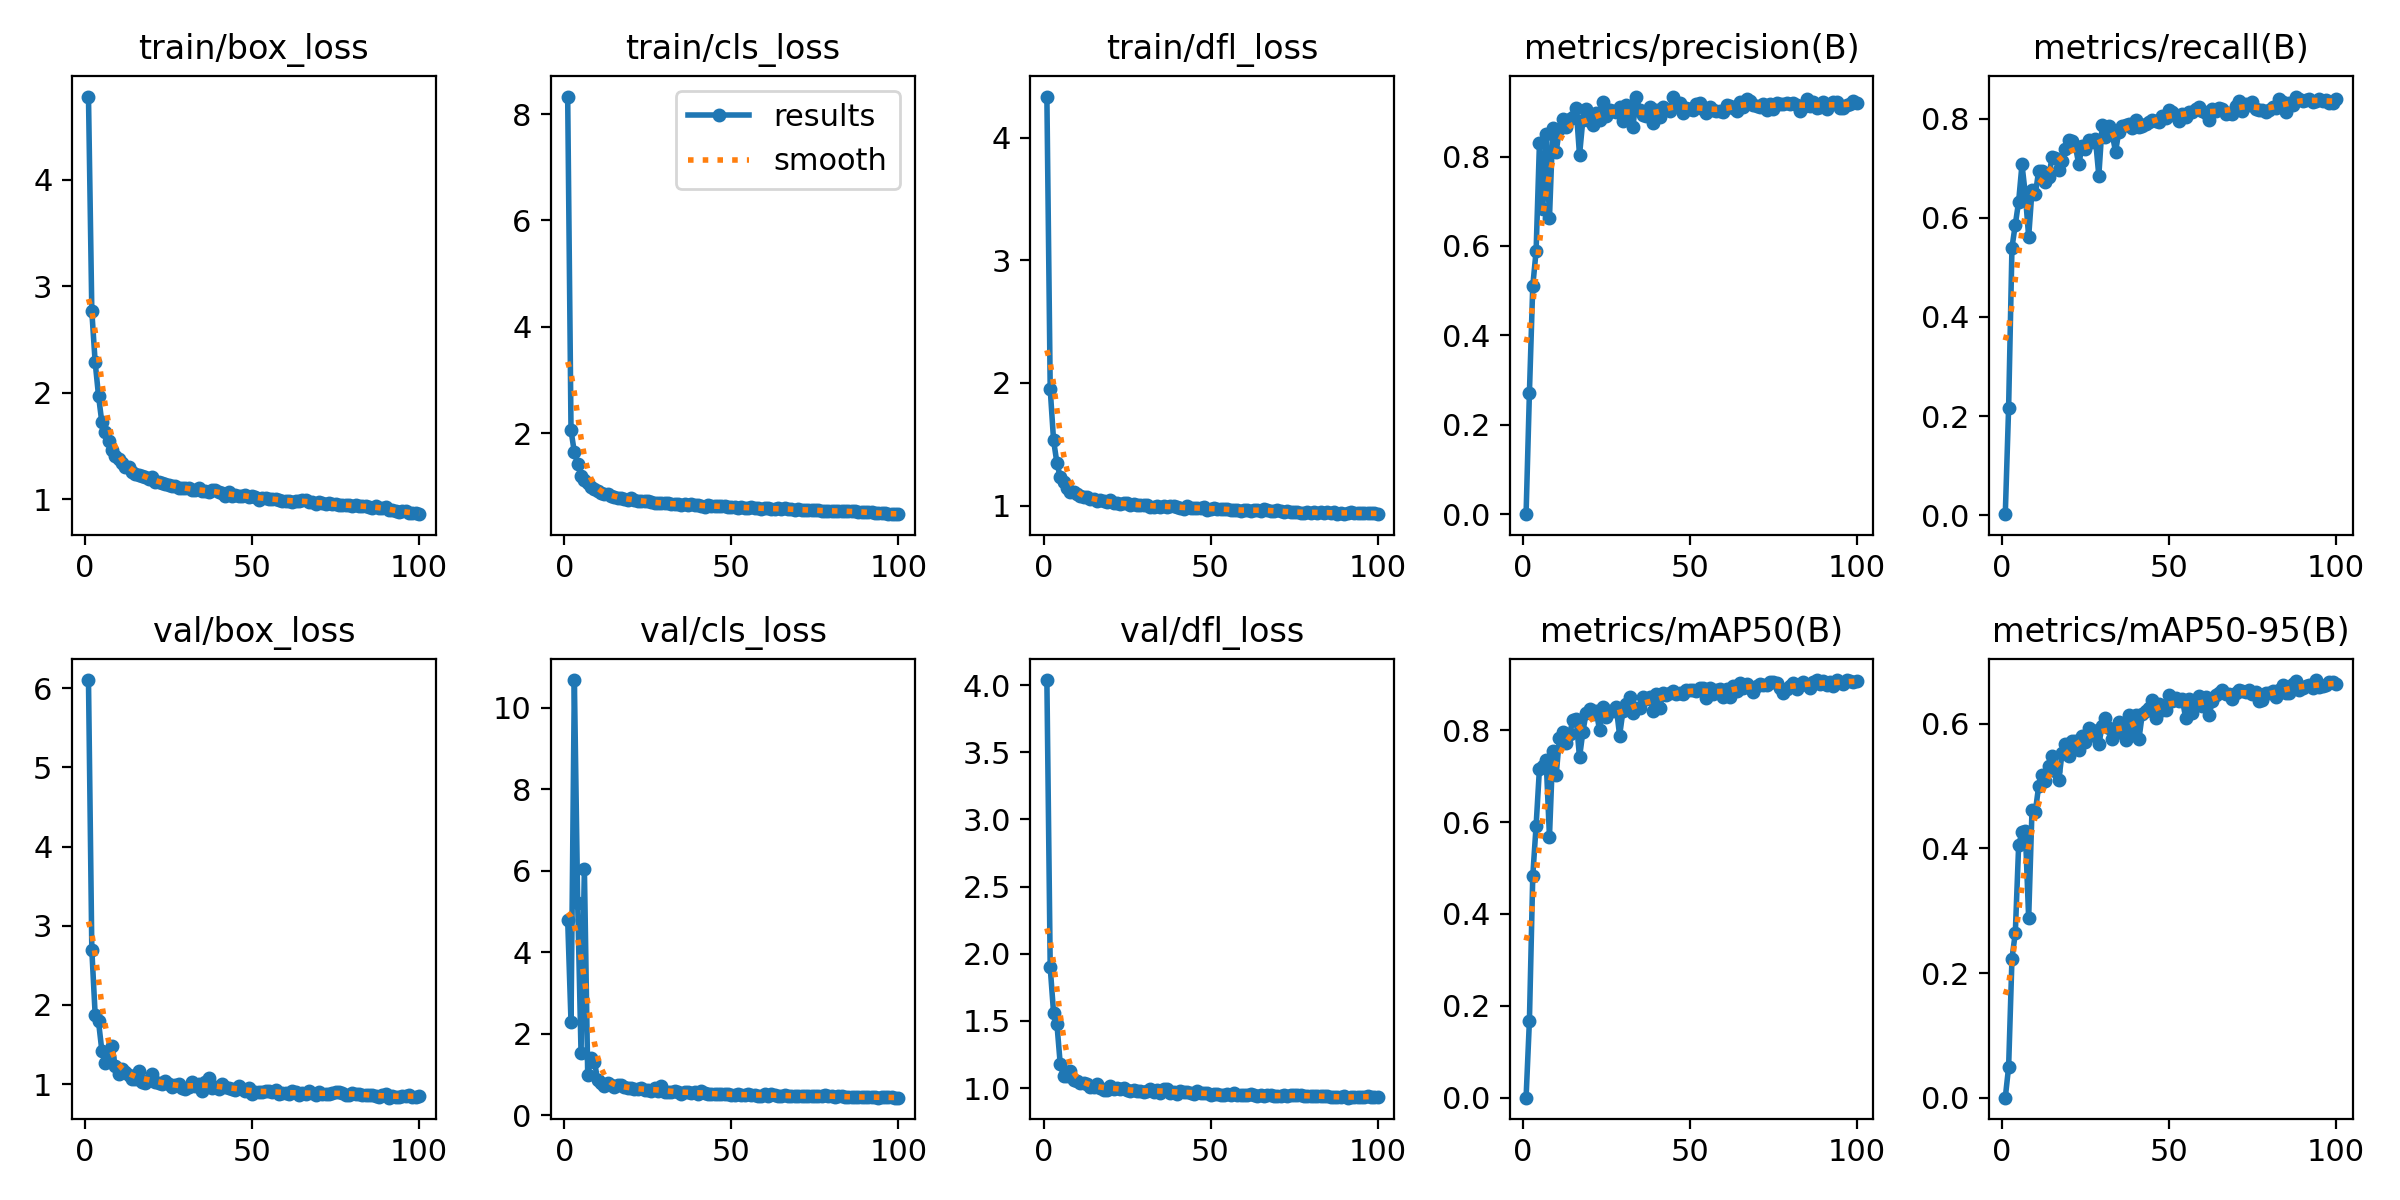 train/box_loss
4
3
2
1
0 50 100
train/cls_loss
results
smooth
8
6
4
2
0 50 100
train/dfl_loss
4
3
2
1
0 50 100
metrics/precision(B)
0.8
0.6
0.4
0.2
0.0
0 50 100
metrics/recall(B)
0.8
0.6
0.4
0.2
0.0
0 50 100
val/box_loss
6
5
4
3
2
1
0 50 100
val/cls_loss
10
8
6
4
2
0
0 50 100
val/dfl_loss
4.0
3.5
3.0
2.5
2.0
1.5
1.0
0 50 100
metrics/mAP50(B)
0.8
0.6
0.4
0.2
0.0
0 50 100
metrics/mAP50-95(B)
0.6
0.4
0.2
0.0
0 50 100